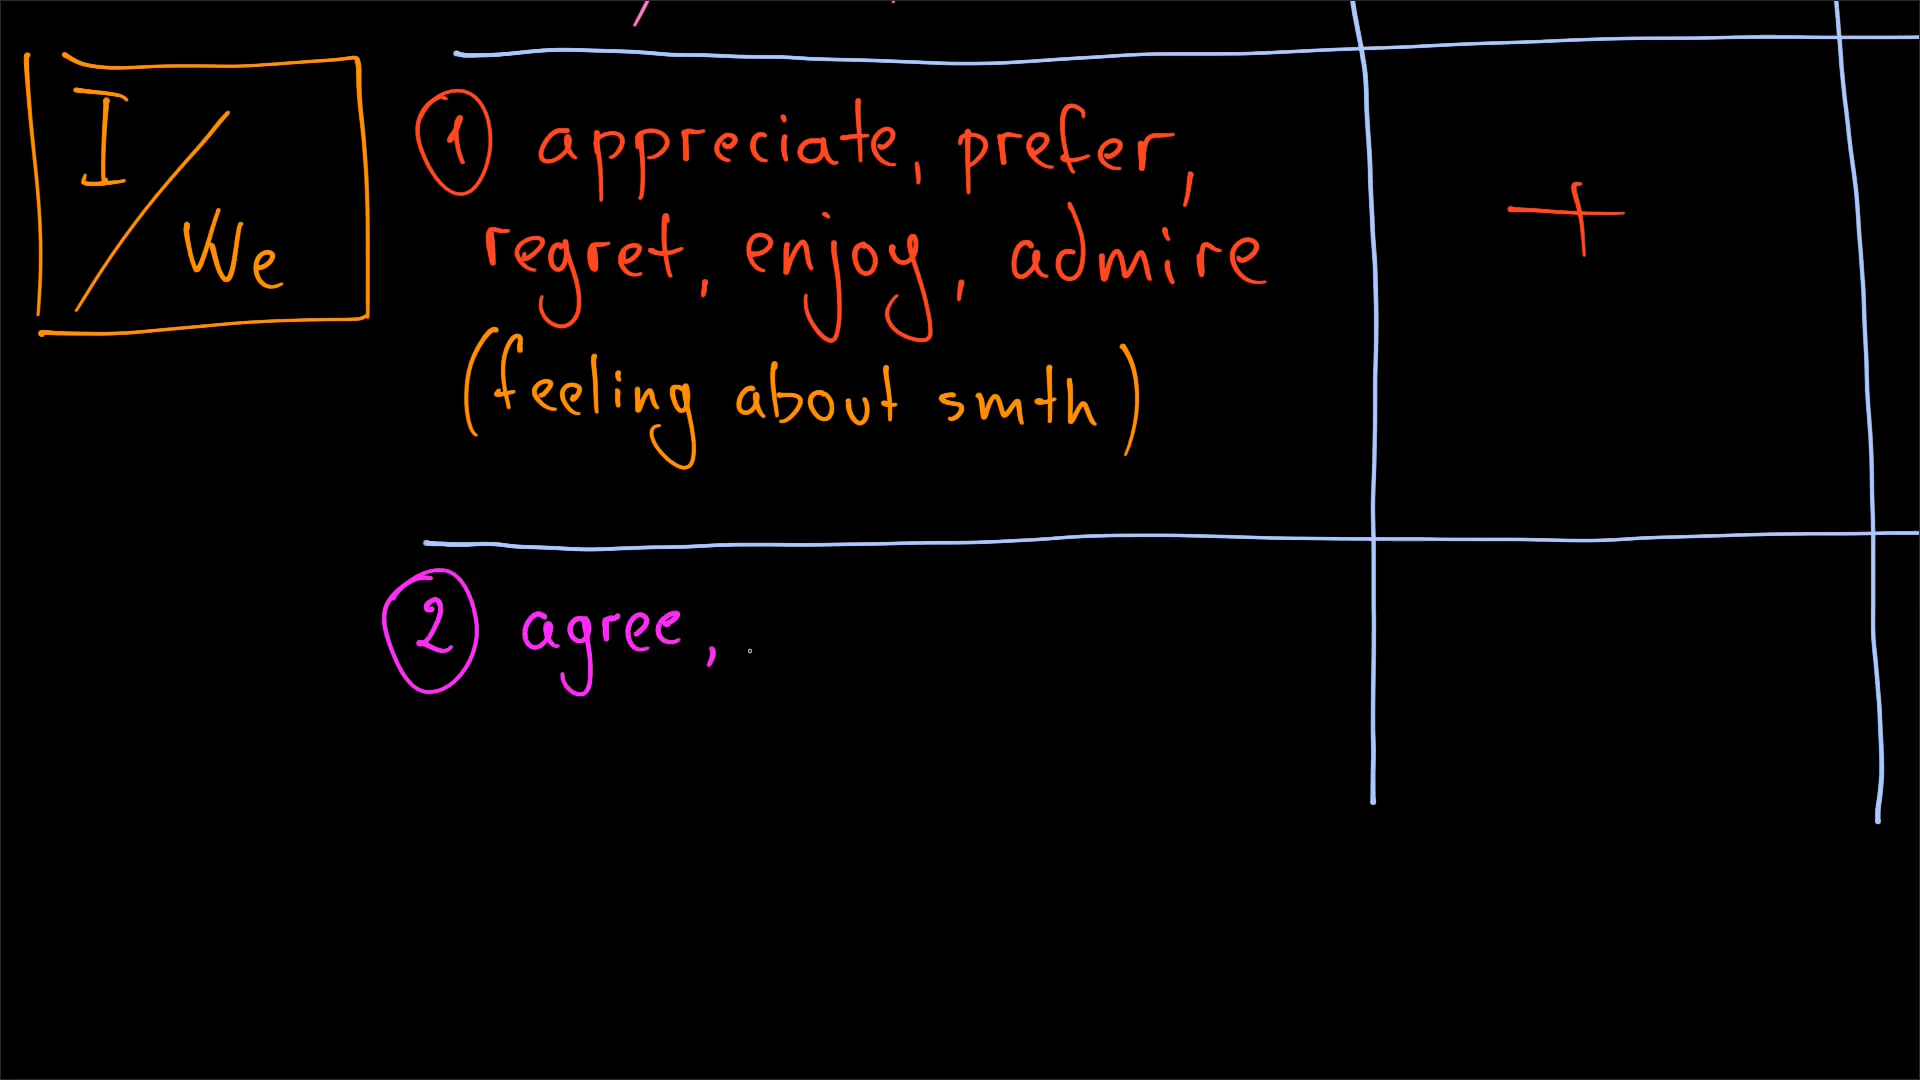 I / We
① appreciate, prefer,
regret, enjoy, admire
+
(feeling about smth)
② agree,